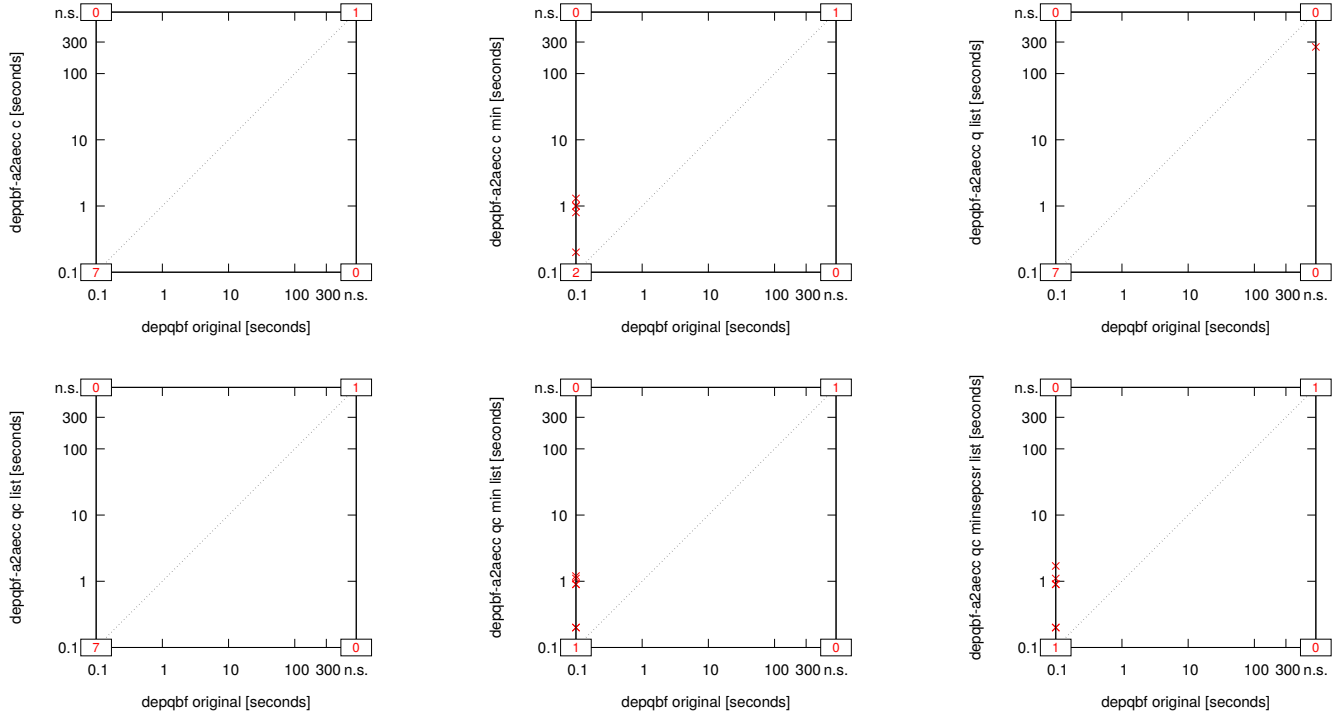 n.s. 0 1
300
100
10
1
0.1 7 0
0.1 1 10 100 300 n.s.
depqbf original [seconds]
depqbf-a2aecc c [seconds]
n.s. 0 1
300
100
10
1
0.1 2 0
0.1 1 10 100 300 n.s.
depqbf original [seconds]
depqbf-a2aecc c min [seconds]
n.s. 0 0
300
100
10
1
0.1 7 0
0.1 1 10 100 300 n.s.
depqbf original [seconds]
depqbf-a2aecc q list [seconds]
n.s. 0 1
300
100
10
1
0.1 7 0
0.1 1 10 100 300 n.s.
depqbf original [seconds]
depqbf-a2aecc qc list [seconds]
n.s. 0 1
300
100
10
1
0.1 1 0
0.1 1 10 100 300 n.s.
depqbf original [seconds]
depqbf-a2aecc qc min list [seconds]
n.s. 0 1
300
100
10
1
0.1 1 0
0.1 1 10 100 300 n.s.
depqbf original [seconds]
depqbf-a2aecc qc minsepcsr list [seconds]